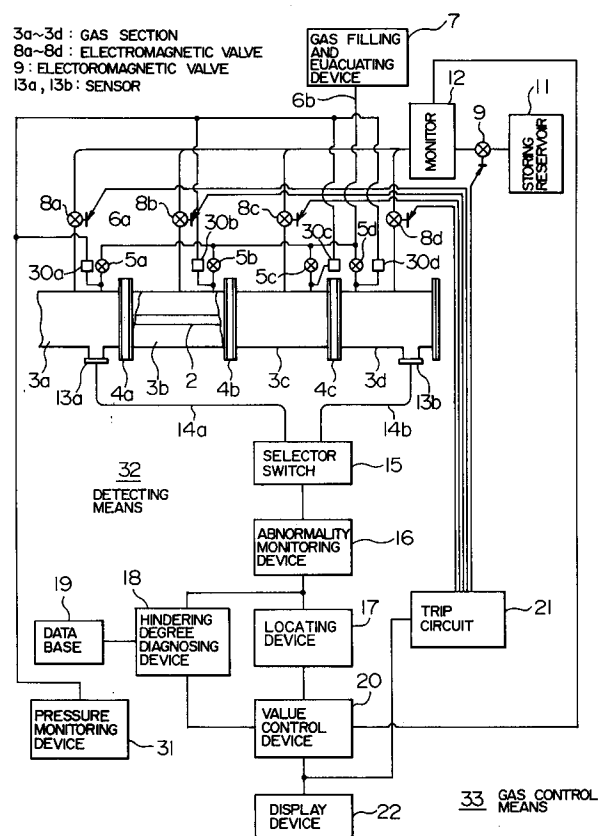 3a~3d : GAS SECTION
8a~8d : ELECTROMAGNETIC VALVE
9 : ELECTOROMAGNETIC VALVE
13a, 13b : SENSOR
7
GAS FILLING
AND
EUACUATING
DEVICE
6b
12
MONITOR
9
11
STORING
RESERVOIR
8a
6a
8b
30b
8c
30c
5d
8d
30a
5a
5b
5c
30d
3a
13a
4a
3b
2
4b
3c
4c
3d
13b
14a
14b
SELECTOR
SWITCH
15
32
DETECTING
MEANS
ABNORMALITY
MONITORING
DEVICE
16
19
DATA
BASE
18
HINDERING
DEGREE
DIAGNOSING
DEVICE
17
LOCATING
DEVICE
TRIP
CIRCUIT
21
PRESSURE
MONITORING
DEVICE
31
20
VALUE
CONTROL
DEVICE
33 GAS CONTROL
MEANS
DISPLAY
DEVICE
22